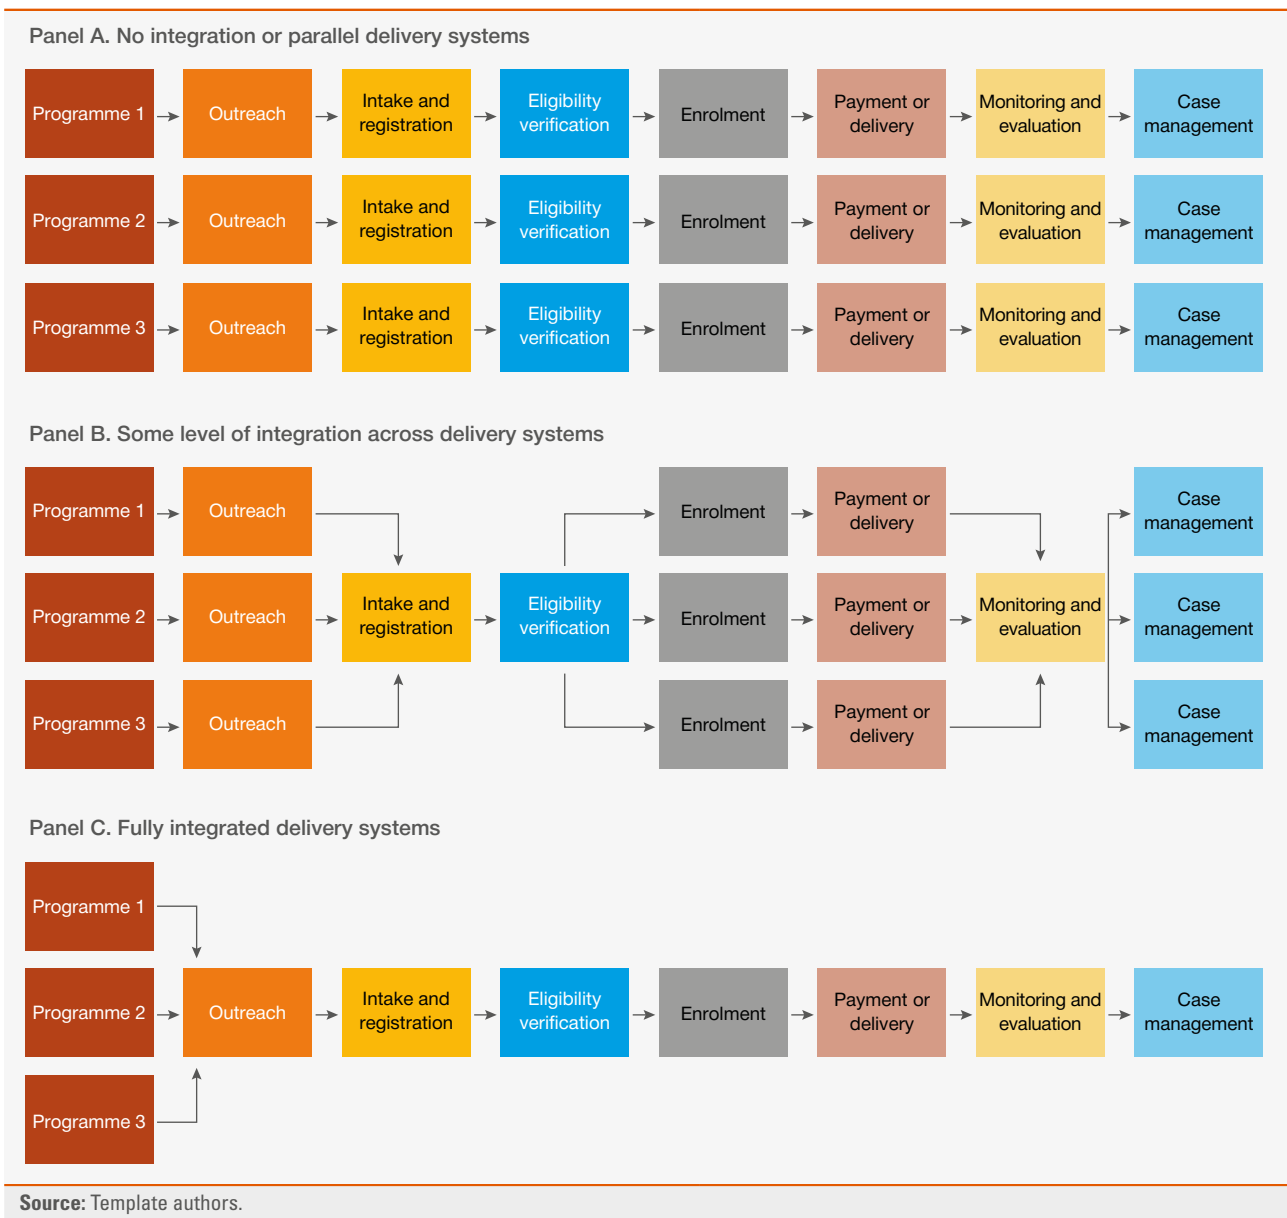 Panel A. No integration or parallel delivery systems
Programme 1
Outreach
Intake and
registration
Eligibility
verification
Enrolment
Payment or
delivery
Monitoring and
evaluation
Case
management
Programme 2
Outreach
Intake and
registration
Eligibility
verification
Enrolment
Payment or
delivery
Monitoring and
evaluation
Case
management
Programme 3
Outreach
Intake and
registration
Eligibility
verification
Enrolment
Payment or
delivery
Monitoring and
evaluation
Case
management
Panel B. Some level of integration across delivery systems
Programme 1
Outreach
Enrolment
Payment or
delivery
Case
management
Programme 2
Outreach
Intake and
registration
Eligibility
verification
Enrolment
Payment or
delivery
Monitoring and
evaluation
Case
management
Programme 3
Outreach
Enrolment
Payment or
delivery
Case
management
Panel C. Fully integrated delivery systems
Programme 1
Programme 2
Outreach
Intake and
registration
Eligibility
verification
Enrolment
Payment or
delivery
Monitoring and
evaluation
Case
management
Programme 3
Source: Template authors.